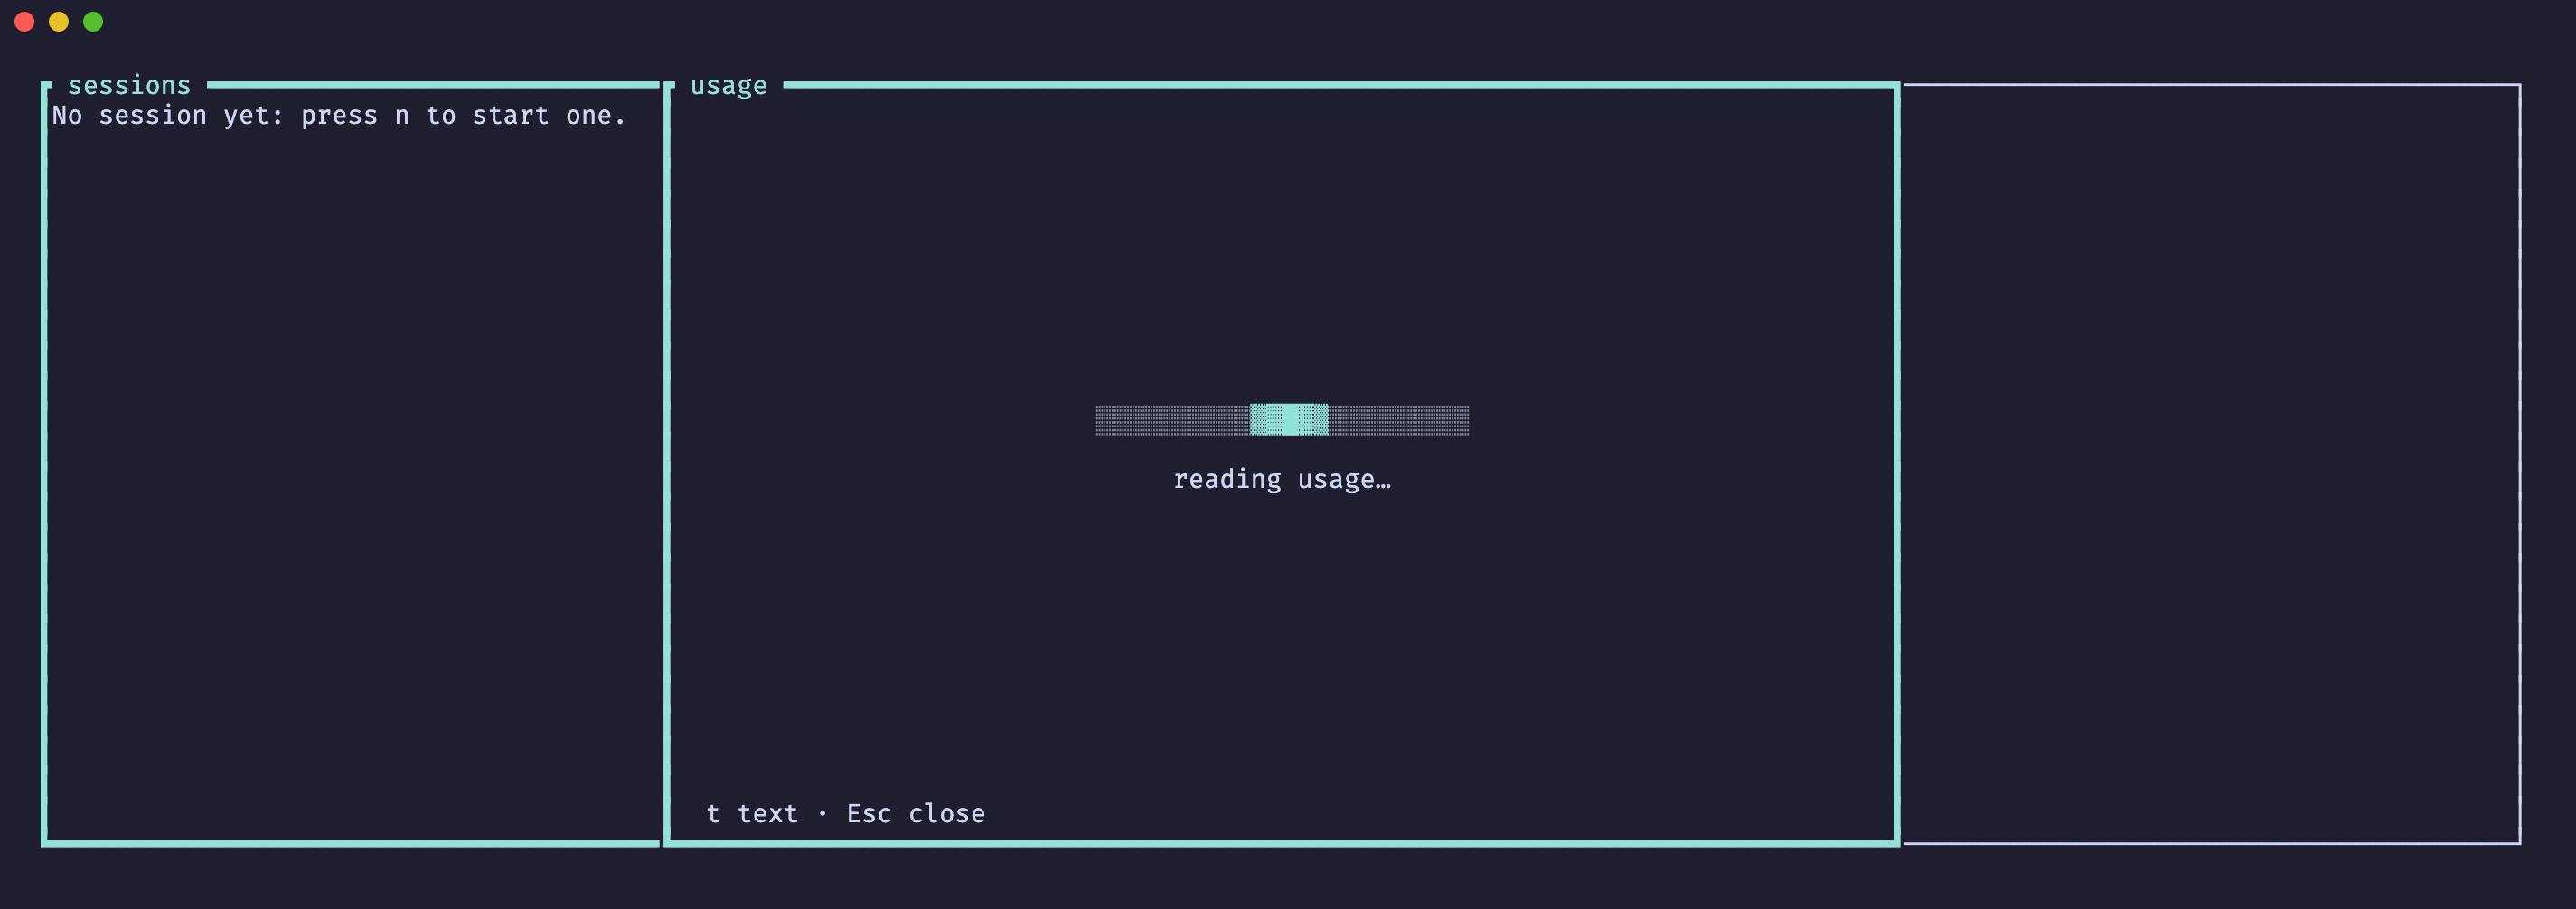 sessions
usage
No session yet: press n to start one.
reading usage…
t text · Esc close